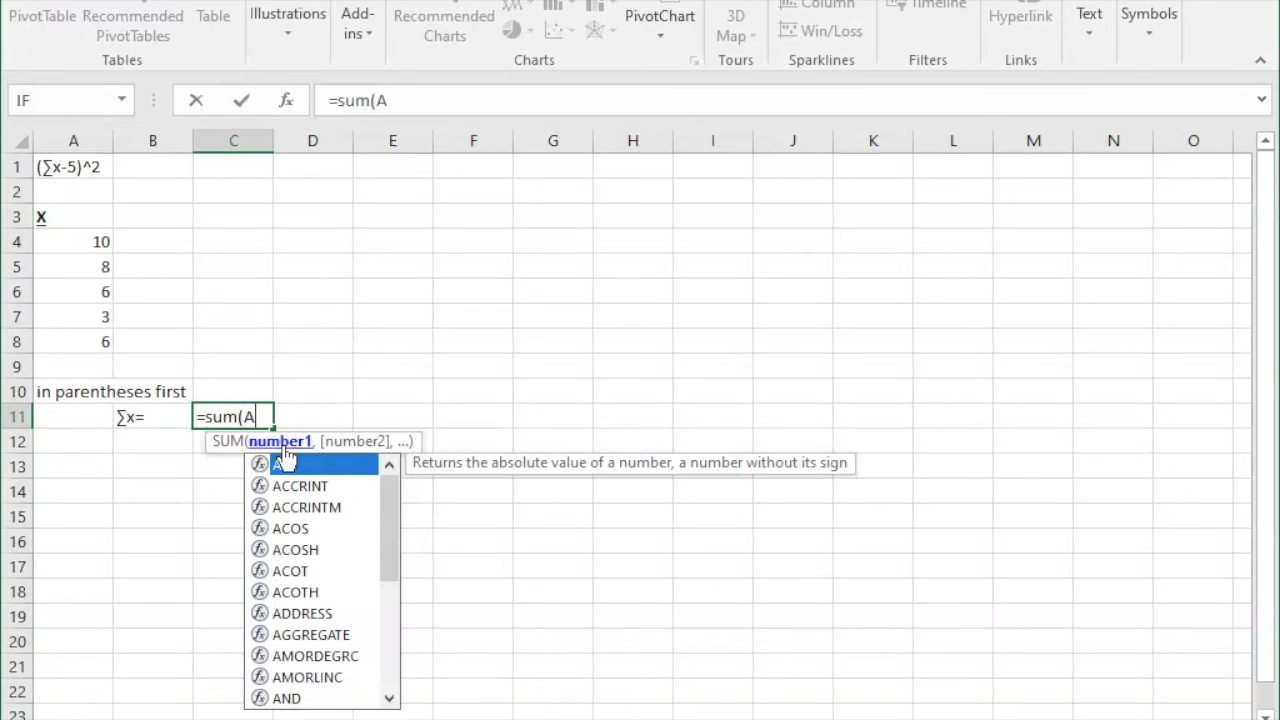 PivotTable Recommended PivotTables Table
Illustrations
Add-ins
Recommended Charts
PivotChart
3D Map
Column
Win/Loss
Timeline
Hyperlink
Text
Symbols
Tables
Charts
Tours
Sparklines
Filters
Links
IF
fx
=sum(A
A B C D E F G H I J K L M N O
1 (∑x-5)^2
2
3 X
4 10
5 8
6 6
7 3
8 6
9
10 in parentheses first
11 ∑x= =sum(A
12 SUM(number1, [number2], ...)
Returns the absolute value of a number, a number without its sign
13
ACCRINT
14
ACCRINTM
15
ACOS
16
ACOSH
17
ACOT
18
ACOTH
19
ADDRESS
20
AGGREGATE
21
AMORDEGRC
22
AMORLINC
23
AND